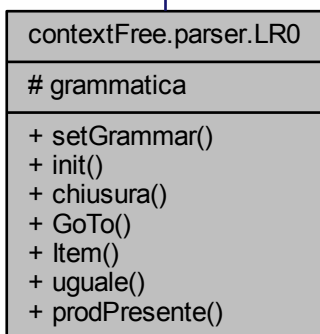 contextFree.parser.LR0
# grammatica
+ setGrammar()
+ init()
+ chiusura()
+ GoTo()
+ Item()
+ uguale()
+ prodPresente()